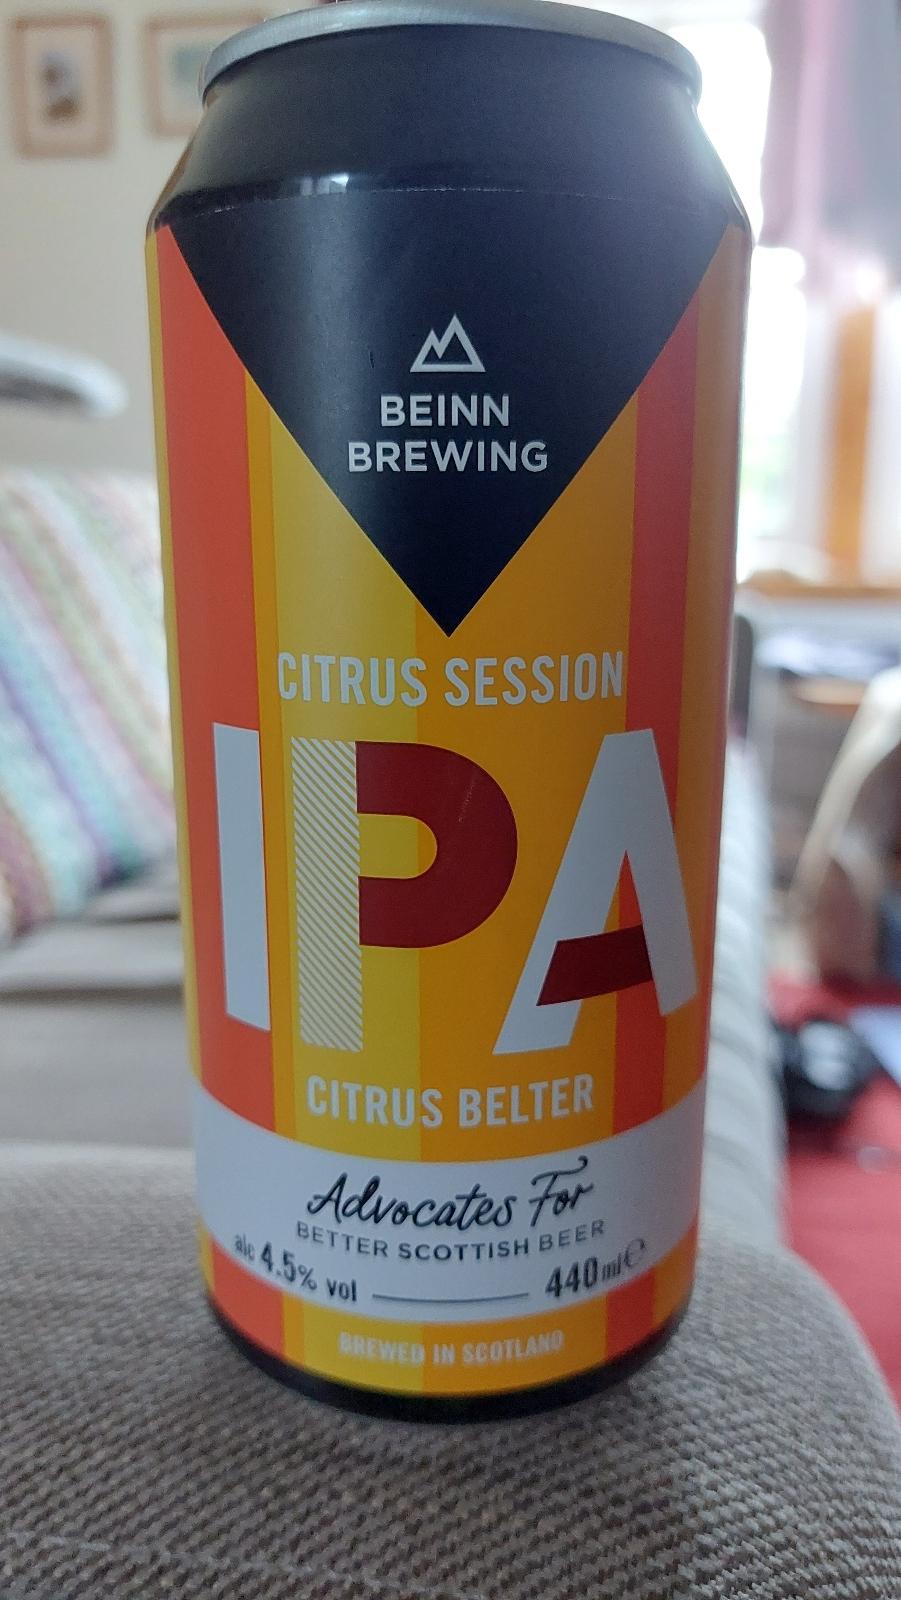 BEINN
BREWING
CITRUS SESSION
IPA
CITRUS BELTER
Advocates For
BETTER SCOTTISH BEER
alc 4.5% vol 440ml℮
BREWED IN SCOTLAND